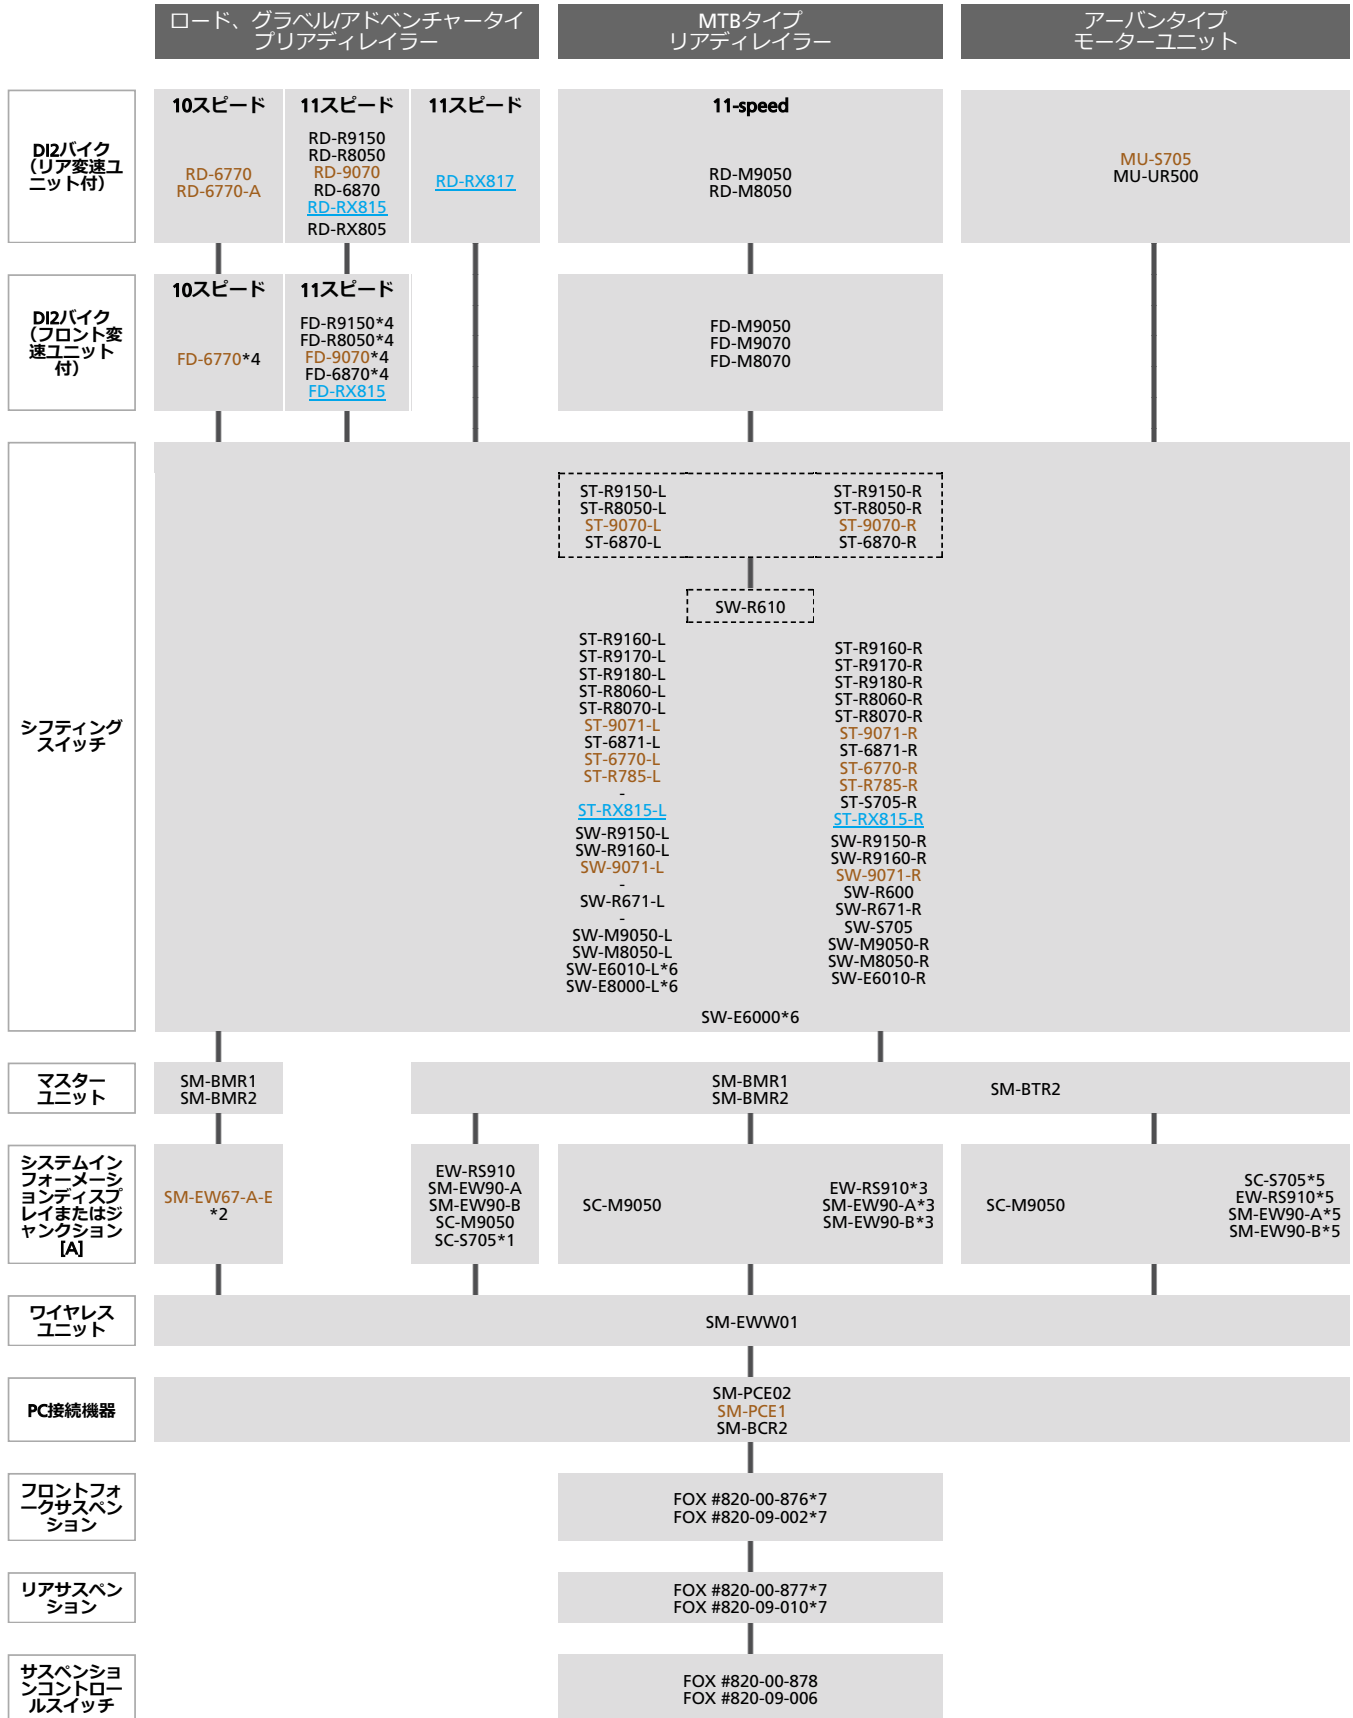 ロード、グラベル/アドベンチャータイ
プリアディレイラー
MTBタイプ
リアディレイラー
アーバンタイプ
モーターユニット
DI2バイク
（リア変速ユ
ニット付）
10スピード
RD-6770
RD-6770-A
11スピード
RD-R9150
RD-R8050
RD-9070
RD-6870
RD-RX815
RD-RX805
11スピード
RD-RX817
11-speed
RD-M9050
RD-M8050
MU-S705
MU-UR500
DI2バイク
（フロント変
速ユニット
付）
10スピード
FD-6770*4
11スピード
FD-R9150*4
FD-R8050*4
FD-9070*4
FD-6870*4
FD-RX815
FD-M9050
FD-M9070
FD-M8070
シフティング
スイッチ
ST-R9150-L
ST-R8050-L
ST-9070-L
ST-6870-L
ST-R9150-R
ST-R8050-R
ST-9070-R
ST-6870-R
SW-R610
ST-R9160-L
ST-R9170-L
ST-R9180-L
ST-R8060-L
ST-R8070-L
ST-9071-L
ST-6871-L
ST-6770-L
ST-R785-L
-
ST-RX815-L
SW-R9150-L
SW-R9160-L
SW-9071-L
-
SW-R671-L
-
SW-M9050-L
SW-M8050-L
SW-E6010-L*6
SW-E8000-L*6
ST-R9160-R
ST-R9170-R
ST-R9180-R
ST-R8060-R
ST-R8070-R
ST-9071-R
ST-6871-R
ST-6770-R
ST-R785-R
ST-S705-R
ST-RX815-R
SW-R9150-R
SW-R9160-R
SW-9071-R
SW-R600
SW-R671-R
SW-S705
SW-M9050-R
SW-M8050-R
SW-E6010-R
SW-E6000*6
マスター
ユニット
SM-BMR1
SM-BMR2
SM-BMR1
SM-BMR2
SM-BTR2
システムイン
フォーメーシ
ョンディスプ
レイまたはジ
ャンクション
[A]
SM-EW67-A-E
*2
EW-RS910
SM-EW90-A
SM-EW90-B
SC-M9050
SC-S705*1
SC-M9050
EW-RS910*3
SM-EW90-A*3
SM-EW90-B*3
SC-M9050
SC-S705*5
EW-RS910*5
SM-EW90-A*5
SM-EW90-B*5
ワイヤレス
ユニット
SM-EWW01
PC接続機器
SM-PCE02
SM-PCE1
SM-BCR2
フロントフォ
ークサスペン
ション
FOX #820-00-876*7
FOX #820-09-002*7
リアサスペン
ション
FOX #820-00-877*7
FOX #820-09-010*7
サスペンショ
ンコントロー
ルスイッチ
FOX #820-00-878
FOX #820-09-006